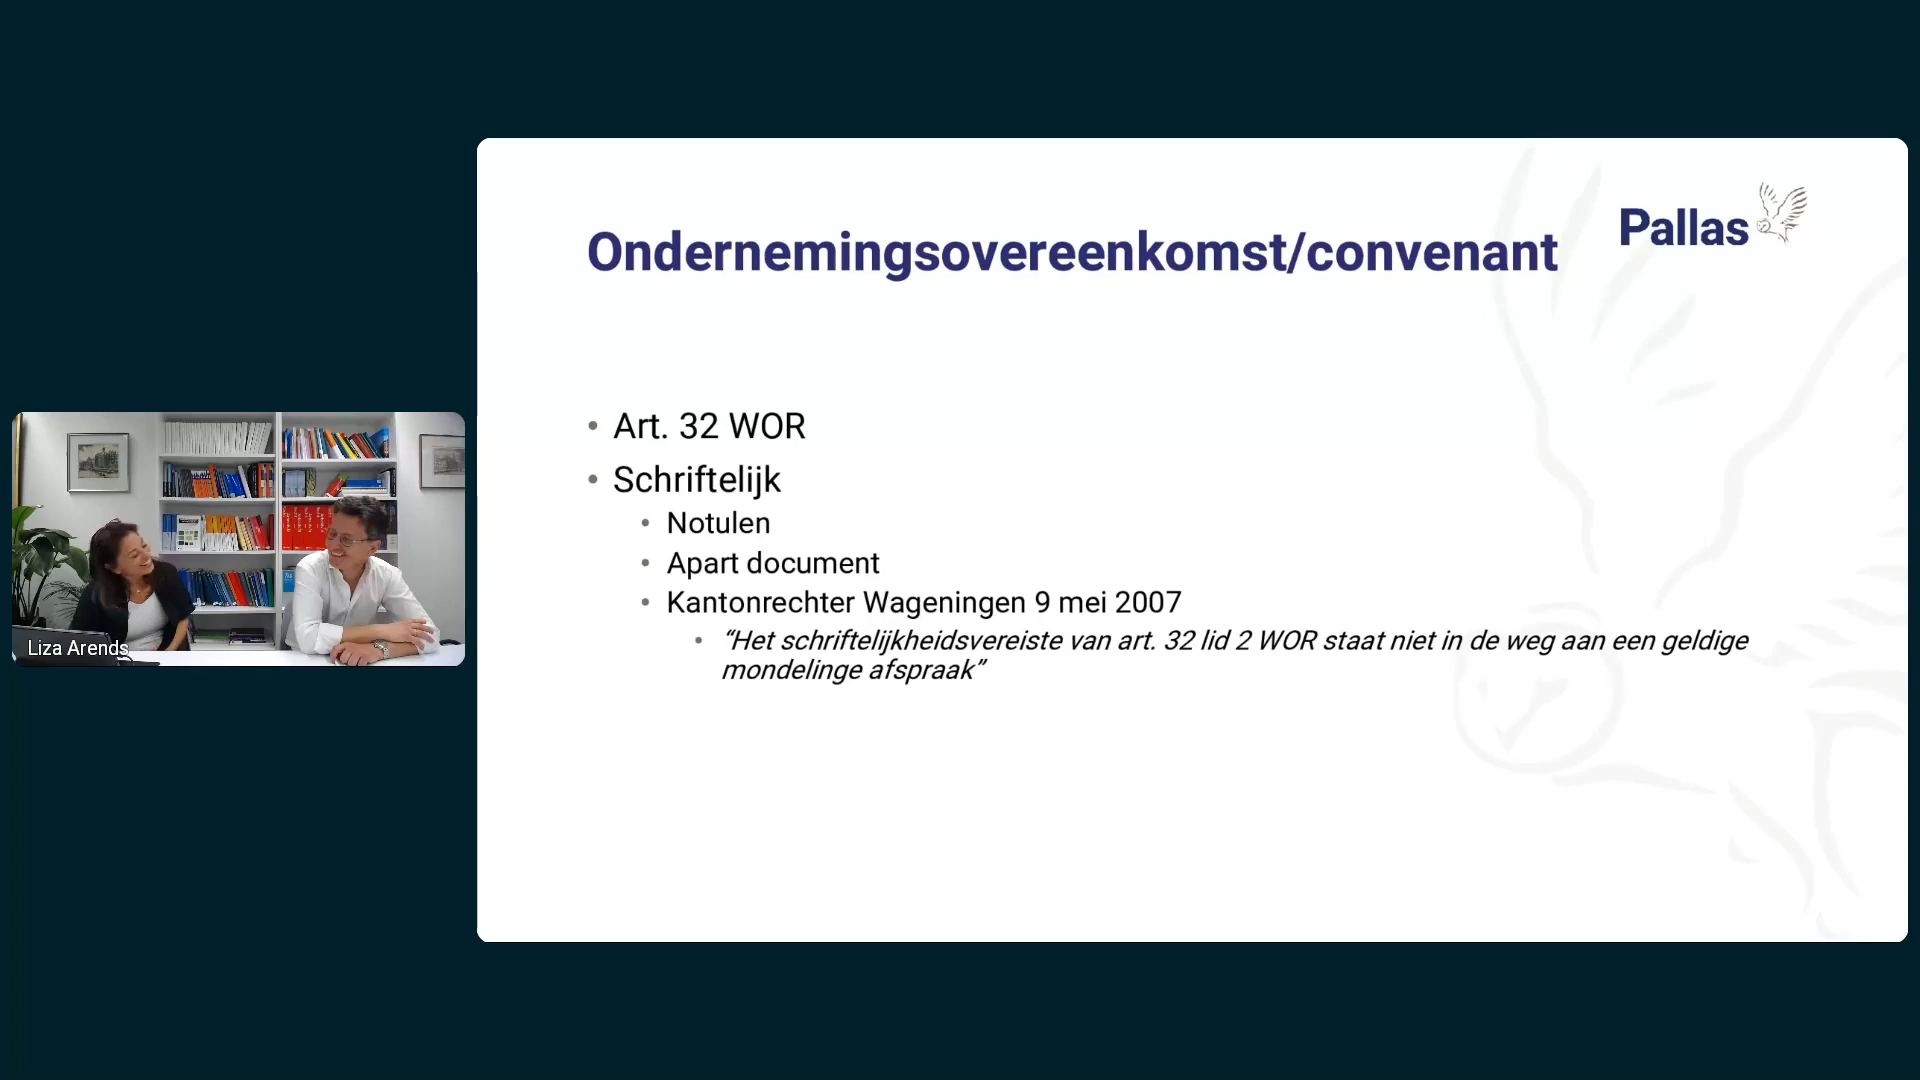 Ondernemingsovereenkomst/convenant
Pallas
• Art. 32 WOR
• Schriftelijk
• Notulen
• Apart document
• Kantonrechter Wageningen 9 mei 2007
• “Het schriftelijkheidsvereiste van art. 32 lid 2 WOR staat niet in de weg aan een geldige
mondelinge afspraak”
Liza Arends